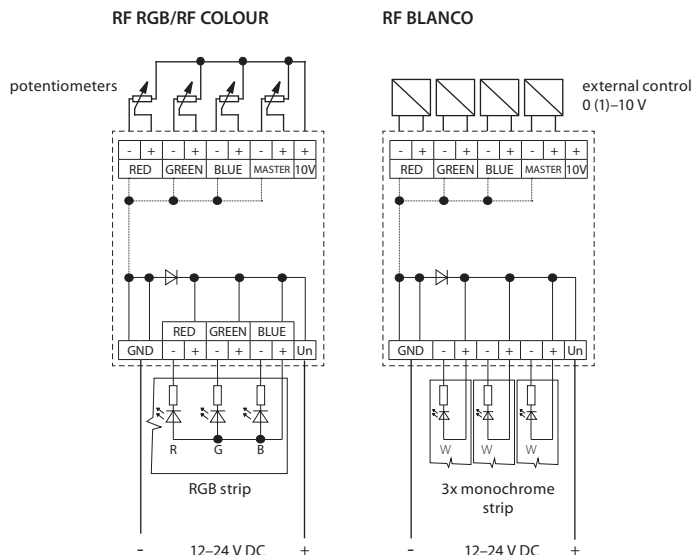 RF RGB/RF COLOUR
RF BLANCO
potentiometers
external control
0 (1)–10 V
- + - + - + - + +
RED GREEN BLUE MASTER 10V
- + - + - + - + +
RED GREEN BLUE MASTER 10V
RED GREEN BLUE
GND - + - + - + Un
GND - + - + - + Un
R G B
W W W
RGB strip
3x monochrome
strip
- 12–24 V DC +
- 12–24 V DC +